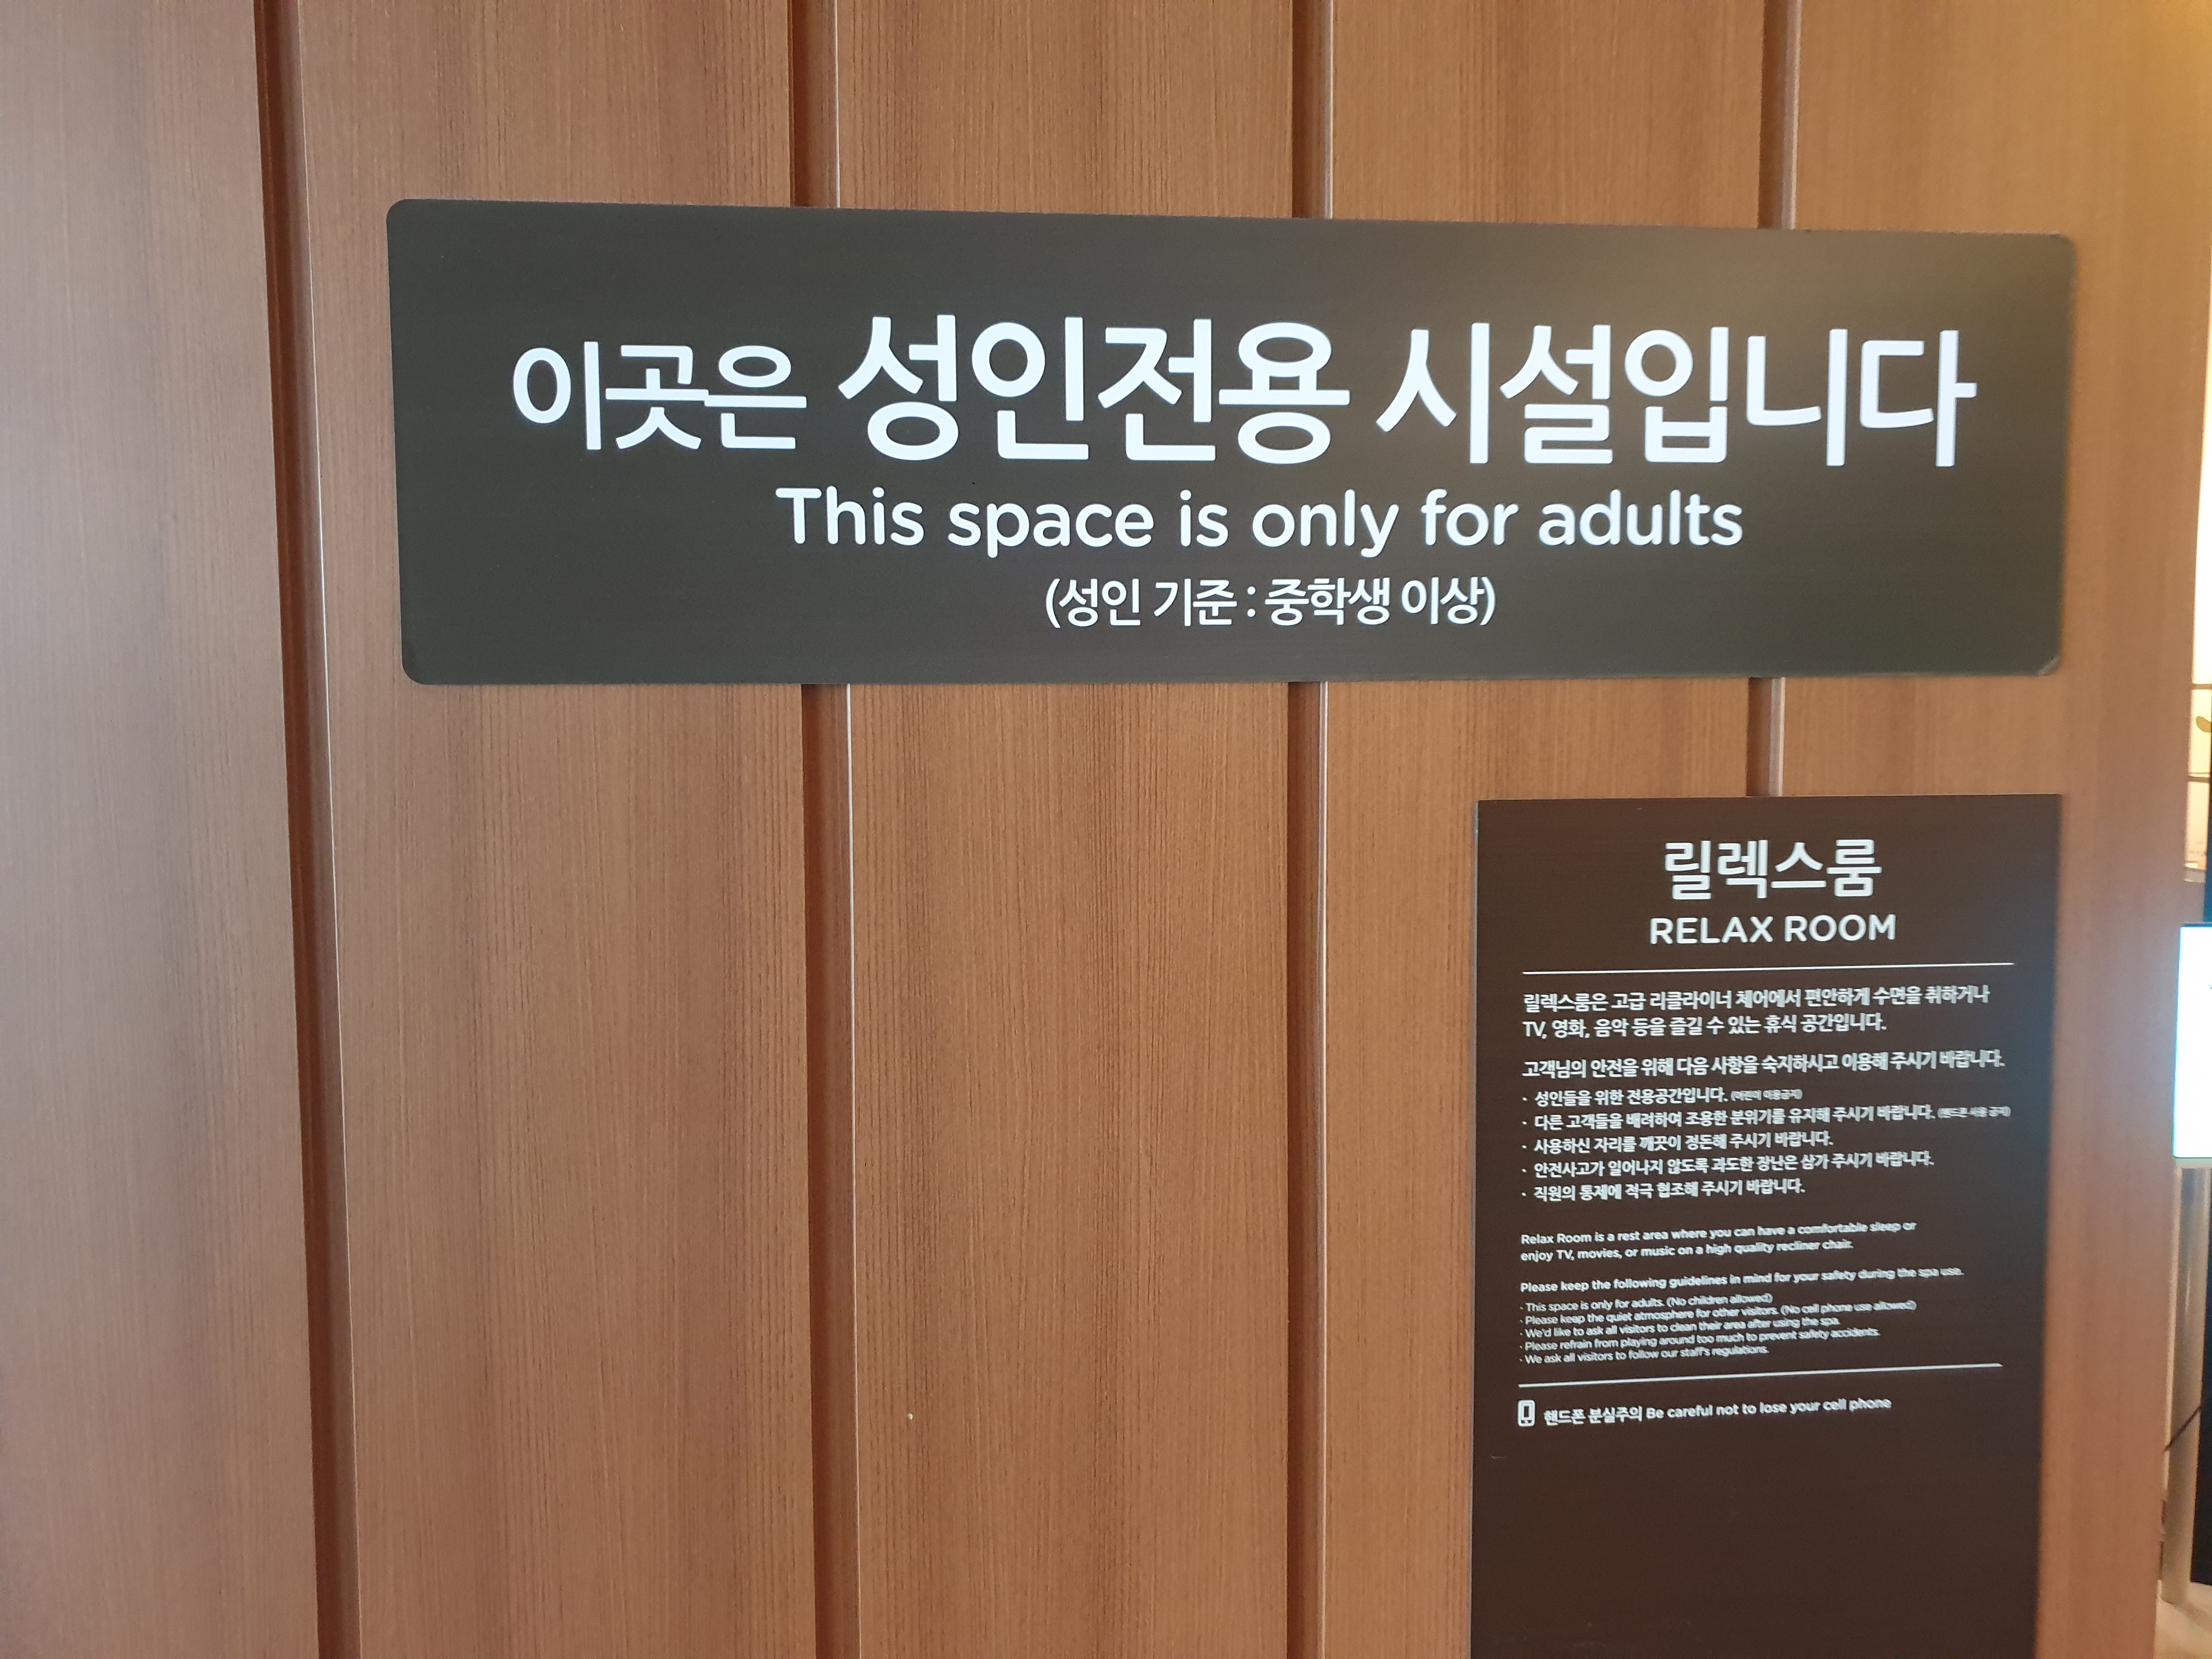 이곳은 성인전용 시설입니다
This space is only for adults
(성인 기준 : 중학생 이상)
릴렉스룸
RELAX ROOM
릴렉스룸은 고급 리클라이너 체어에서 편안하게 수면을 취하거나
TV, 영화, 음악 등을 즐길 수 있는 휴식 공간입니다.
고객님의 안전을 위해 다음 사항을 숙지하시고 이용해 주시기 바랍니다.
· 성인들을 위한 전용공간입니다. (어린이 이용금지)
· 다른 고객들을 배려하여 조용한 분위기를 유지해 주시기 바랍니다. (핸드폰 사용 금지)
· 사용하신 자리를 깨끗이 정돈해 주시기 바랍니다.
· 안전사고가 일어나지 않도록 과도한 장난은 삼가 주시기 바랍니다.
· 직원의 통제에 적극 협조해 주시기 바랍니다.
Relax Room is a rest area where you can have a comfortable sleep or
enjoy TV, movies, or music on a high quality recliner chair.
Please keep the following guidelines in mind for your safety during the spa use.
· This space is only for adults. (No children allowed)
· Please keep the quiet atmosphere for other visitors. (No cell phone use allowed)
· We'd like to ask all visitors to clean their area after using the spa.
· Please refrain from playing around too much to prevent safety accidents.
· We ask all visitors to follow our staff's regulations.
핸드폰 분실주의 Be careful not to lose your cell phone